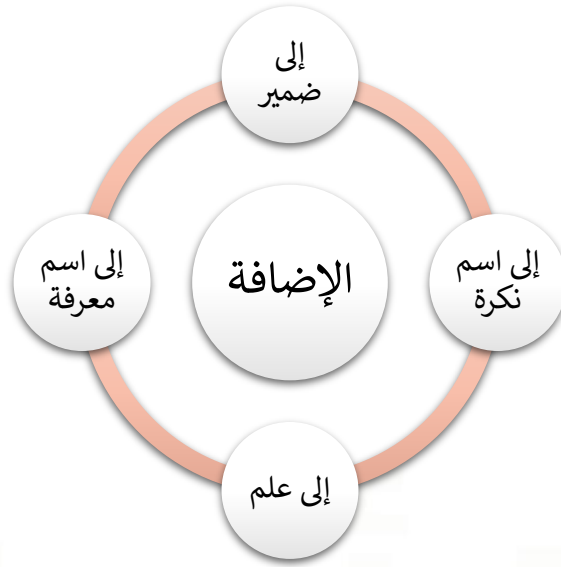 إلى
ضمير
الإضافة
إلى اسم
نكرة
إلى اسم
معرفة
إلى علم